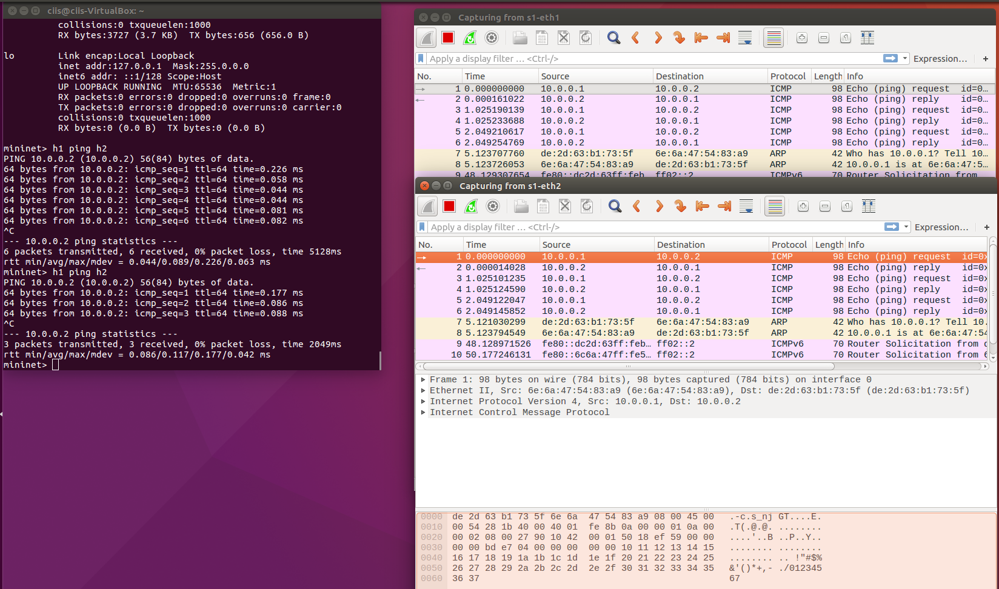 ciis@ciis-VirtualBox: ~
collisions:0 txqueuelen:1000
RX bytes:3727 (3.7 KB)  TX bytes:656 (656.0 B)
lo        Link encap:Local Loopback
inet addr:127.0.0.1  Mask:255.0.0.0
inet6 addr: ::1/128 Scope:Host
UP LOOPBACK RUNNING  MTU:65536  Metric:1
RX packets:0 errors:0 dropped:0 overruns:0 frame:0
TX packets:0 errors:0 dropped:0 overruns:0 carrier:0
collisions:0 txqueuelen:1000
RX bytes:0 (0.0 B)  TX bytes:0 (0.0 B)
mininet> h1 ping h2
PING 10.0.0.2 (10.0.0.2) 56(84) bytes of data.
64 bytes from 10.0.0.2: icmp_seq=1 ttl=64 time=0.226 ms
64 bytes from 10.0.0.2: icmp_seq=2 ttl=64 time=0.058 ms
64 bytes from 10.0.0.2: icmp_seq=3 ttl=64 time=0.044 ms
64 bytes from 10.0.0.2: icmp_seq=4 ttl=64 time=0.044 ms
64 bytes from 10.0.0.2: icmp_seq=5 ttl=64 time=0.081 ms
64 bytes from 10.0.0.2: icmp_seq=6 ttl=64 time=0.082 ms
^C
--- 10.0.0.2 ping statistics ---
6 packets transmitted, 6 received, 0% packet loss, time 5128ms
rtt min/avg/max/mdev = 0.044/0.089/0.226/0.063 ms
mininet> h1 ping h2
PING 10.0.0.2 (10.0.0.2) 56(84) bytes of data.
64 bytes from 10.0.0.2: icmp_seq=1 ttl=64 time=0.177 ms
64 bytes from 10.0.0.2: icmp_seq=2 ttl=64 time=0.086 ms
64 bytes from 10.0.0.2: icmp_seq=3 ttl=64 time=0.088 ms
^C
--- 10.0.0.2 ping statistics ---
3 packets transmitted, 3 received, 0% packet loss, time 2049ms
rtt min/avg/max/mdev = 0.086/0.117/0.177/0.042 ms
mininet>
Capturing from s1-eth1
Apply a display filter … <Ctrl-/> Expression… +
No. Time Source Destination Protocol Length Info
1 0.000000000 10.0.0.1 10.0.0.2 ICMP 98 Echo (ping) request id=0…
2 0.000161022 10.0.0.2 10.0.0.1 ICMP 98 Echo (ping) reply id=0…
3 1.025190139 10.0.0.1 10.0.0.2 ICMP 98 Echo (ping) request id=0…
4 1.025233688 10.0.0.2 10.0.0.1 ICMP 98 Echo (ping) reply id=0…
5 2.049210617 10.0.0.1 10.0.0.2 ICMP 98 Echo (ping) request id=0…
6 2.049254769 10.0.0.2 10.0.0.1 ICMP 98 Echo (ping) reply id=0…
7 5.123707760 de:2d:63:b1:73:5f 6e:6a:47:54:83:a9 ARP 42 Who has 10.0.0.1? Tell 10…
8 5.123726053 6e:6a:47:54:83:a9 de:2d:63:b1:73:5f ARP 42 10.0.0.1 is at 6e:6a:47:5…
9 48.129307654 fe80::dc2d:63ff:feb… ff02::2 ICMPv6 70 Router Solicitation from
Capturing from s1-eth2
Apply a display filter … <Ctrl-/> Expression… +
No. Time Source Destination Protocol Length Info
1 0.000000000 10.0.0.1 10.0.0.2 ICMP 98 Echo (ping) request id=0x
2 0.000014028 10.0.0.2 10.0.0.1 ICMP 98 Echo (ping) reply id=0x
3 1.025101235 10.0.0.1 10.0.0.2 ICMP 98 Echo (ping) request id=0x
4 1.025124590 10.0.0.2 10.0.0.1 ICMP 98 Echo (ping) reply id=0x
5 2.049122047 10.0.0.1 10.0.0.2 ICMP 98 Echo (ping) request id=0x
6 2.049145852 10.0.0.2 10.0.0.1 ICMP 98 Echo (ping) reply id=0x
7 5.121030299 de:2d:63:b1:73:5f 6e:6a:47:54:83:a9 ARP 42 Who has 10.0.0.1? Tell 10.
8 5.123794549 6e:6a:47:54:83:a9 de:2d:63:b1:73:5f ARP 42 10.0.0.1 is at 6e:6a:47:54
9 48.128971526 fe80::dc2d:63ff:feb… ff02::2 ICMPv6 70 Router Solicitation from d
10 50.177246131 fe80::6c6a:47ff:fe5… ff02::2 ICMPv6 70 Router Solicitation from 6
Frame 1: 98 bytes on wire (784 bits), 98 bytes captured (784 bits) on interface 0
Ethernet II, Src: 6e:6a:47:54:83:a9 (6e:6a:47:54:83:a9), Dst: de:2d:63:b1:73:5f (de:2d:63:b1:73:5f)
Internet Protocol Version 4, Src: 10.0.0.1, Dst: 10.0.0.2
Internet Control Message Protocol
0000 de 2d 63 b1 73 5f 6e 6a  47 54 83 a9 08 00 45 00 .-c.s_nj GT....E.
0010 00 54 28 1b 40 00 40 01  fe 8b 0a 00 00 01 0a 00 .T(.@.@. ........
0020 00 02 08 00 27 90 10 42  00 01 50 18 ef 59 00 00 ....'..B ..P..Y..
0030 00 00 bd e7 04 00 00 00  00 00 10 11 12 13 14 15 ........ ........
0040 16 17 18 19 1a 1b 1c 1d  1e 1f 20 21 22 23 24 25 ........ .. !"#$%
0050 26 27 28 29 2a 2b 2c 2d  2e 2f 30 31 32 33 34 35 &'()*+,- ./012345
0060 36 37 67